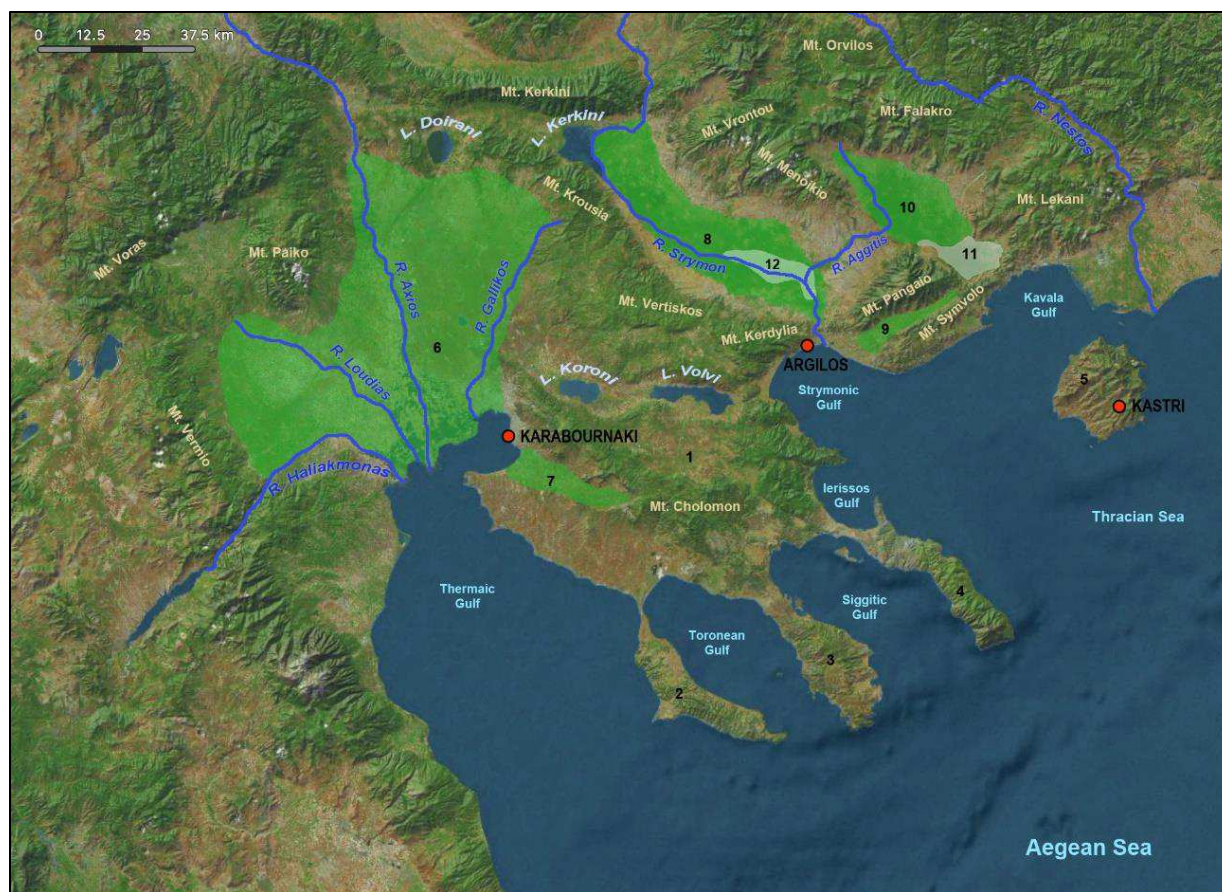 0 12.5 25 37.5 km
Mt. Orvilos
Mt. Kerkini
Mt. Falakro
R. Nestos
L. Doirani
L. Kerkini
Mt. Vrontou
Mt. Menoikio
Mt. Krousia
Mt. Lekani
10
Mt. Voras
Mt. Paiko
8
R. Strymon
12
R. Aggitis
11
R. Axios
R. Gallikos
Mt. Pangaio
Kavala
Gulf
Mt. Vertiskos
Mt. Symvolo
9
Mt. Kerdylia
6
R. Loudias
ARGILOS
L. Koroni
L. Volvi
Strymonic
Gulf
5
KASTRI
Mt. Vermio
KARABOURNAKI
1
R. Haliakmonas
7
Ierissos
Gulf
Mt. Cholomon
Thracian Sea
Thermaic
Gulf
Siggitic
Gulf
4
Toronean
Gulf
3
2
Aegean Sea